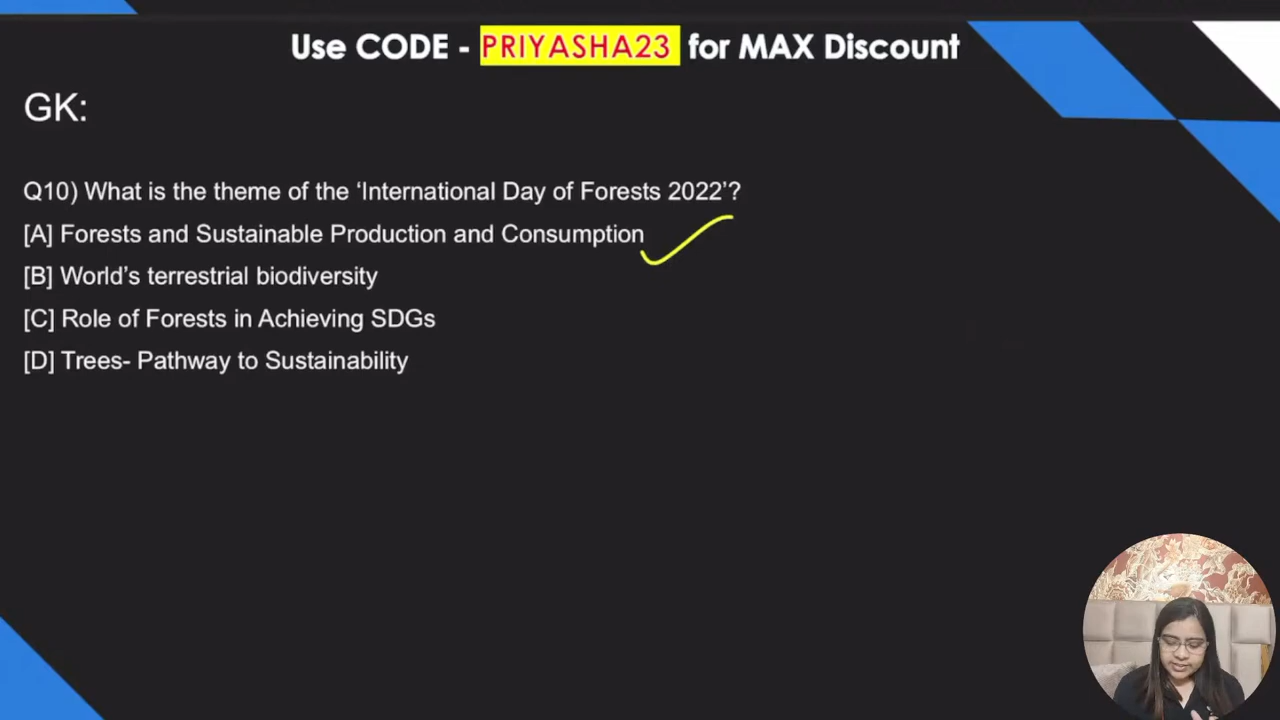 Use CODE - PRIYASHA23 for MAX Discount
GK:
Q10) What is the theme of the ‘International Day of Forests 2022’?
[A] Forests and Sustainable Production and Consumption
[B] World’s terrestrial biodiversity
[C] Role of Forests in Achieving SDGs
[D] Trees- Pathway to Sustainability